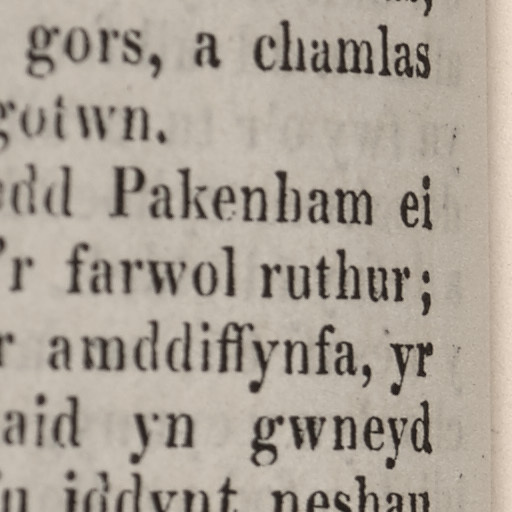 gors, a chamlas
gotwn.
dd Pakenham ei
'r farwol ruthur;
r amddiffynfa, yr
aid yn gwneyd
iddynt neshau